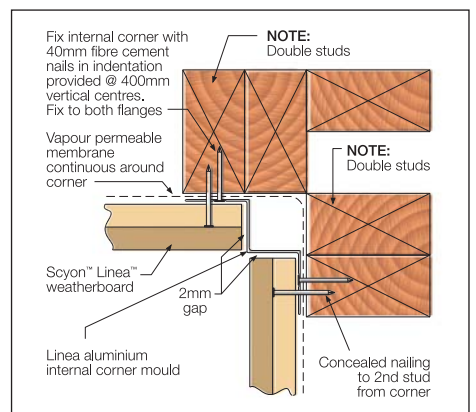 Fix internal corner with
40mm fibre cement
nails in indentation
provided @ 400mm
vertical centres.
Fix to both flanges
NOTE:
Double studs
Vapour permeable
membrane
continuous around
corner
NOTE:
Double studs
Scyon™ Linea™
weatherboard
2mm
gap
Linea aluminium
internal corner mould
Concealed nailing
to 2nd stud
from corner